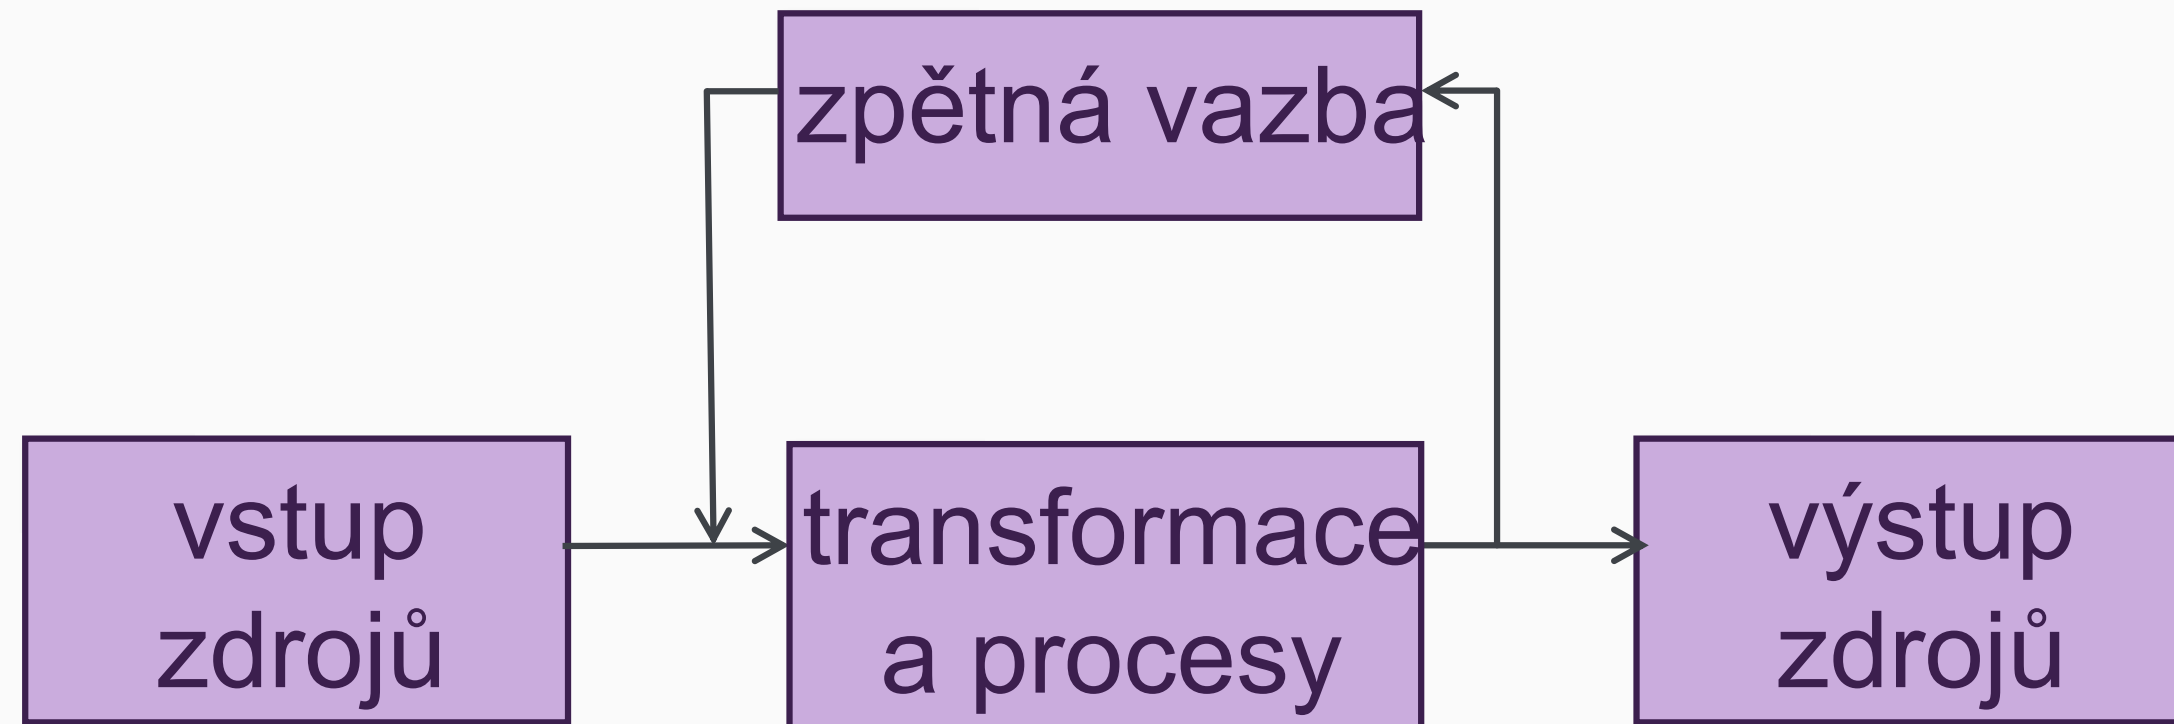 zpětná vazba
vstup
zdrojů
transformace
a procesy
výstup
zdrojů